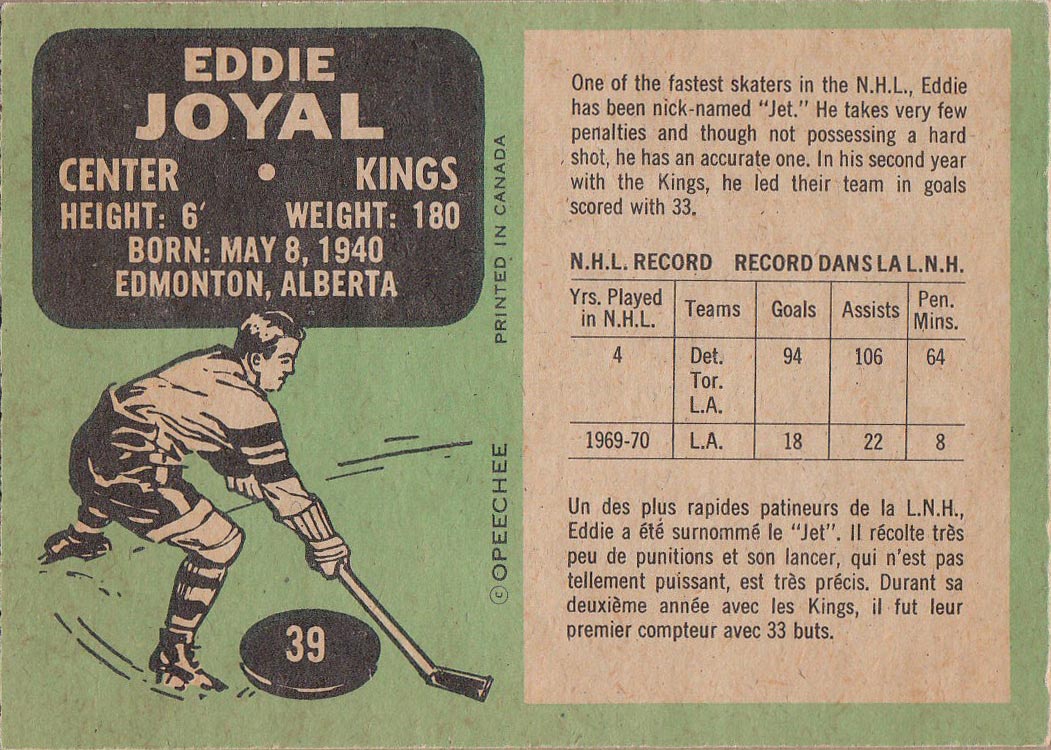 EDDIE
JOYAL
CENTER • KINGS
HEIGHT: 6′ WEIGHT: 180
BORN: MAY 8, 1940
EDMONTON, ALBERTA
39
© OPEECHEE PRINTED IN CANADA
One of the fastest skaters in the N.H.L., Eddie
has been nick-named "Jet." He takes very few
penalties and though not possessing a hard
shot, he has an accurate one. In his second year
with the Kings, he led their team in goals
scored with 33.
N.H.L. RECORD RECORD DANS LA L.N.H.
Yrs. Played Teams Goals Assists Pen.
in N.H.L. Mins.
4 Det. 94 106 64
Tor.
L.A.
1969-70 L.A. 18 22 8
Un des plus rapides patineurs de la L.N.H.,
Eddie a été surnommé le "Jet". Il récolte très
peu de punitions et son lancer, qui n'est pas
tellement puissant, est très précis. Durant sa
deuxième année avec les Kings, il fut leur
premier compteur avec 33 buts.